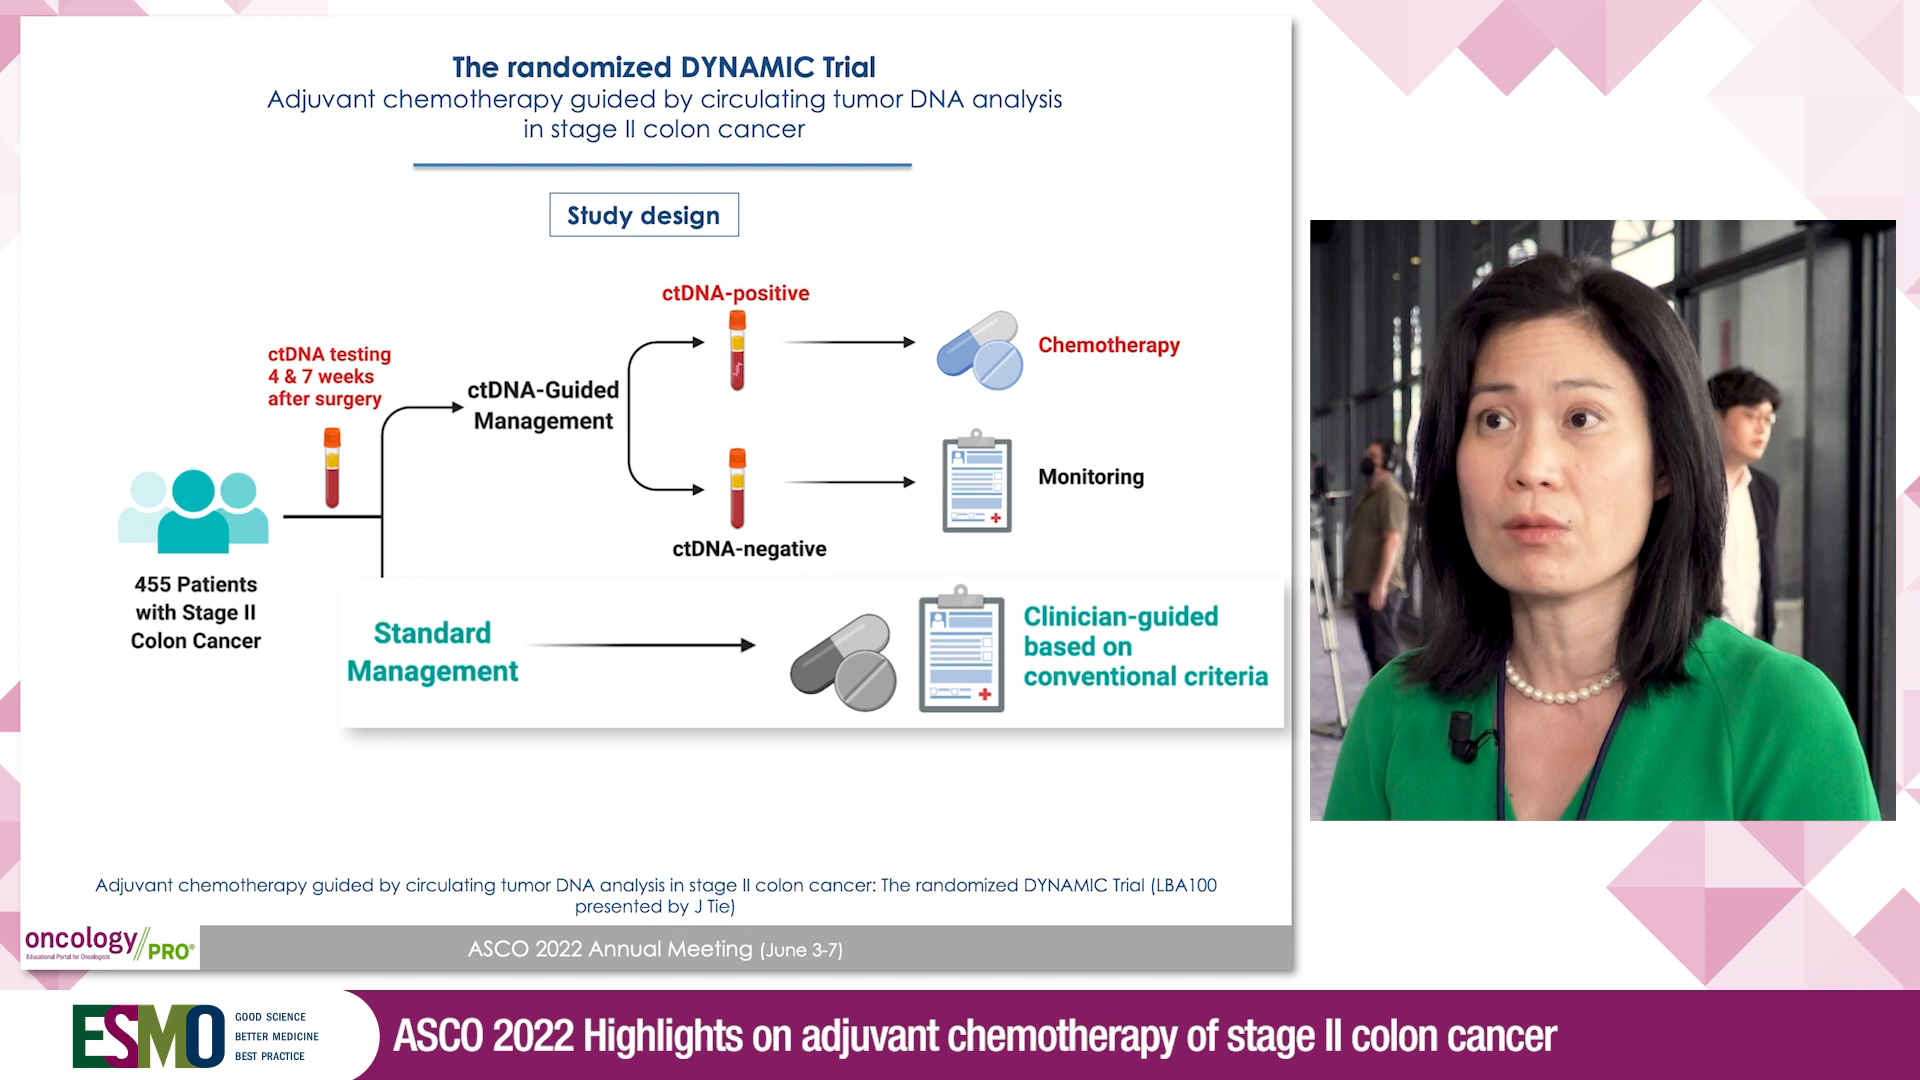 The randomized DYNAMIC Trial
Adjuvant chemotherapy guided by circulating tumor DNA analysis
in stage II colon cancer
Study design
ctDNA-positive
ctDNA testing
4 & 7 weeks
after surgery
ctDNA-Guided
Management
Chemotherapy
Monitoring
ctDNA-negative
455 Patients
with Stage II
Colon Cancer
Standard
Management
Clinician-guided
based on
conventional criteria
Adjuvant chemotherapy guided by circulating tumor DNA analysis in stage II colon cancer: The randomized DYNAMIC Trial (LBA100
presented by J Tie)
oncology//PRO®
Educational Portal for Oncologists
ASCO 2022 Annual Meeting (June 3-7)
ESMO
GOOD SCIENCE
BETTER MEDICINE
BEST PRACTICE
ASCO 2022 Highlights on adjuvant chemotherapy of stage II colon cancer